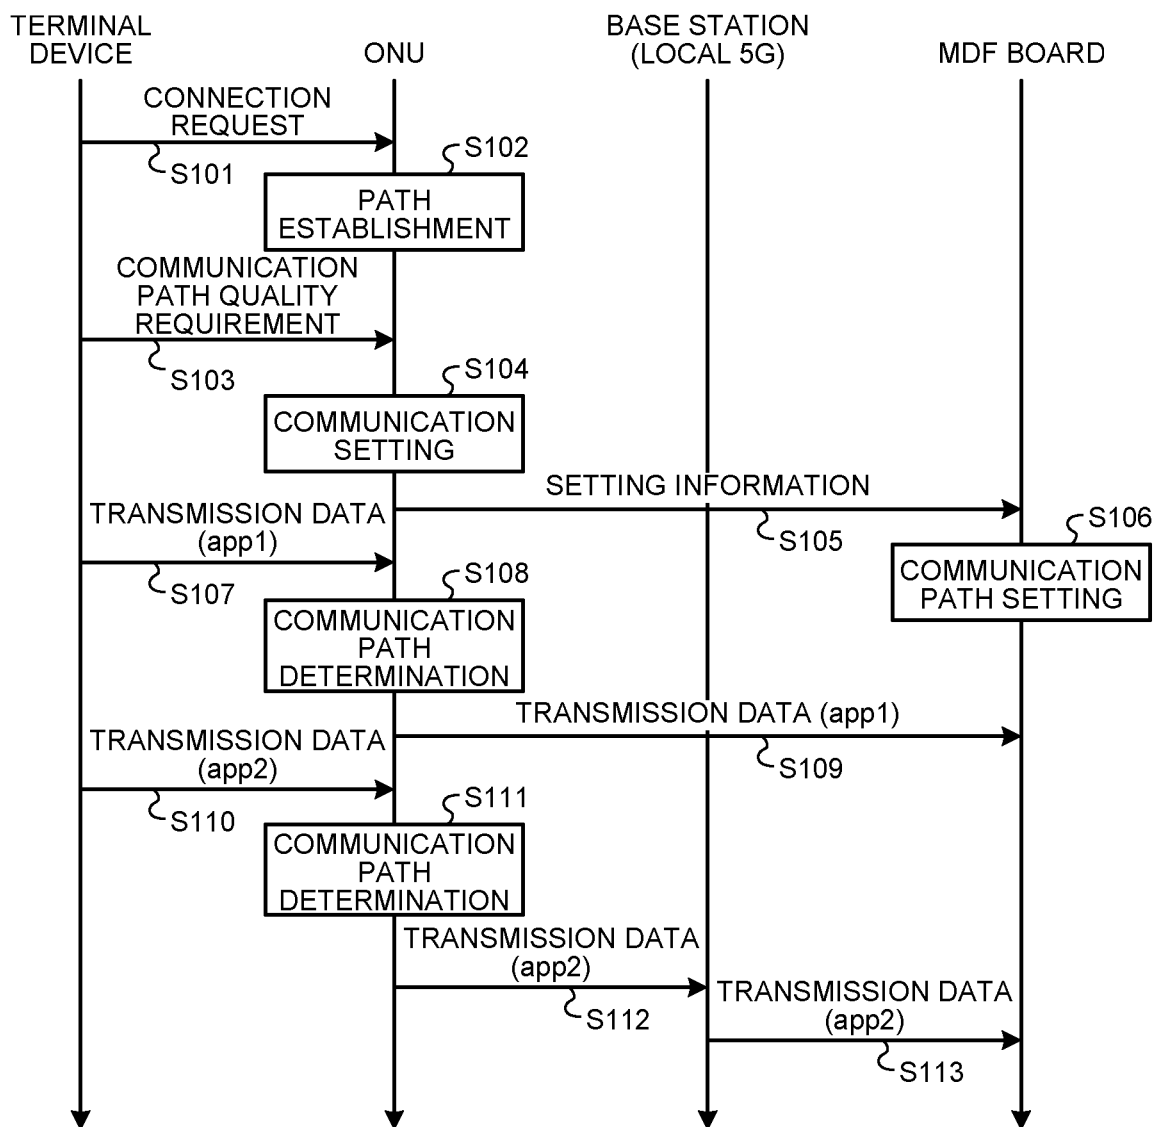 TERMINAL
DEVICE
ONU
BASE STATION
(LOCAL 5G)
MDF BOARD
CONNECTION
REQUEST
S101
S102
PATH
ESTABLISHMENT
COMMUNICATION
PATH QUALITY
REQUIREMENT
S103
S104
COMMUNICATION
SETTING
SETTING INFORMATION
S105
S106
COMMUNICATION
PATH SETTING
TRANSMISSION DATA
(app1)
S107
S108
COMMUNICATION
PATH
DETERMINATION
TRANSMISSION DATA (app1)
S109
TRANSMISSION DATA
(app2)
S110
S111
COMMUNICATION
PATH
DETERMINATION
TRANSMISSION DATA
(app2)
S112
TRANSMISSION DATA
(app2)
S113